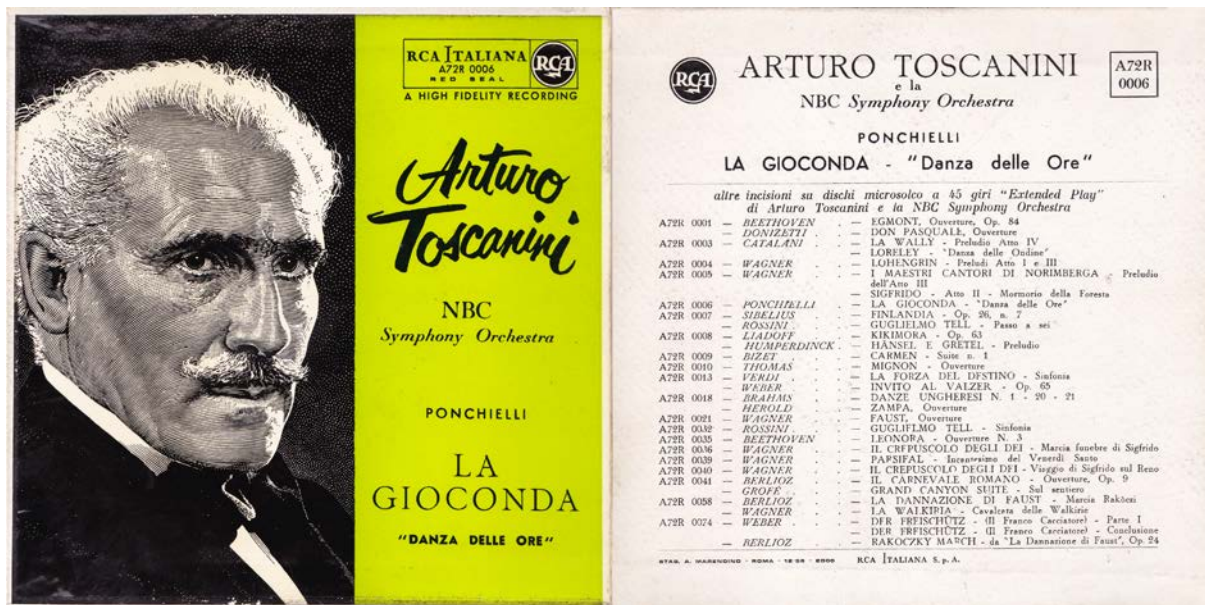 RCA ITALIANA
A72R 0006
RED SEAL
RCA
A HIGH FIDELITY RECORDING
Arturo
Toscanini
NBC
Symphony Orchestra
PONCHIELLI
LA
GIOCONDA
"DANZA DELLE ORE"
RCA
ARTURO TOSCANINI
e la
NBC Symphony Orchestra
A72R
0006
PONCHIELLI
LA GIOCONDA - "Danza delle Ore"
altre incisioni su dischi microsolco a 45 giri "Extended Play"
di Arturo Toscanini e la NBC Symphony Orchestra
A72R 0001 — BEETHOVEN . — EGMONT, Ouverture, Op. 84
— DONIZETTI . . — DON PASQUALE, Ouverture
A72R 0003 — CATALANI . . — LA WALLY - Preludio Atto IV
— LORELEY - "Danza delle Ondine"
A72R 0004 — WAGNER . . — LOHENGRIN - Preludi Atto I e III
A72R 0005 — WAGNER . . — I MAESTRI CANTORI DI NORIMBERGA - Preludio
dell'Atto III
— SIGFRIDO - Atto II - Mormorio della Foresta
A72R 0006 — PONCHIELLI . — LA GIOCONDA - "Danza delle Ore"
A72R 0007 — SIBELIUS . . — FINLANDIA - Op. 26, n. 7
— ROSSINI . . . — GUGLIELMO TELL - Passo a sei
A72R 0008 — LIADOFF . . — KIKIMORA - Op. 63
— HUMPERDINCK . — HÄNSEL E GRETEL - Preludio
A72R 0009 — BIZET . . . — CARMEN - Suite n. 1
A72R 0010 — THOMAS . . — MIGNON - Ouverture
A72R 0013 — VERDI . . . — LA FORZA DEL DESTINO - Sinfonia
— WEBER . . . — INVITO AL VALZER - Op. 65
A72R 0018 — BRAHMS . . — DANZE UNGHERESI N. 1 - 20 - 21
— HEROLD . . — ZAMPA, Ouverture
A72R 0021 — WAGNER . . — FAUST, Ouverture
A72R 0032 — ROSSINI . . . — GUGLIELMO TELL - Sinfonia
A72R 0035 — BEETHOVEN . — LEONORA - Ouverture N. 3
A72R 0036 — WAGNER . . — IL CREPUSCOLO DEGLI DEI - Marcia funebre di Sigfrido
A72R 0039 — WAGNER . . — PARSIFAL - Incantesimo del Venerdì Santo
A72R 0040 — WAGNER . . — IL CREPUSCOLO DEGLI DEI - Viaggio di Sigfrido sul Reno
A72R 0041 — BERLIOZ . . — IL CARNEVALE ROMANO - Ouverture, Op. 9
— GROFÉ . . . — GRAND CANYON SUITE - Sul sentiero
A72R 0058 — BERLIOZ . . — LA DANNAZIONE DI FAUST - Marcia Rakòczi
— WAGNER . . — LA WALKIRIA - Cavalcata delle Walkirie
A72R 0074 — WEBER . . . — DER FREISCHÜTZ - (Il Franco Cacciatore) - Parte I
— DER FREISCHÜTZ - (Il Franco Cacciatore) - Conclusione
— BERLIOZ . . — RAKOCZKY MARCH - da "La Dannazione di Faust", Op. 24
STAB. A. MARENDINO - ROMA RCA ITALIANA S. p. A.